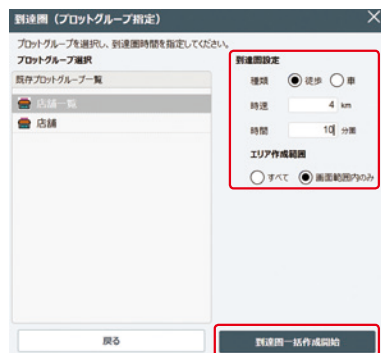 到達圏（プロットグループ指定）
プロットグループを選択し、到達圏時間を指定してください。
プロットグループ選択
既存プロットグループ一覧
店舗一覧
店舗
到達圏設定
種類 徒歩 車
時速 4 km
時間 10 分圏
エリア作成範囲
すべて 画面範囲内のみ
戻る
到達圏一括作成開始